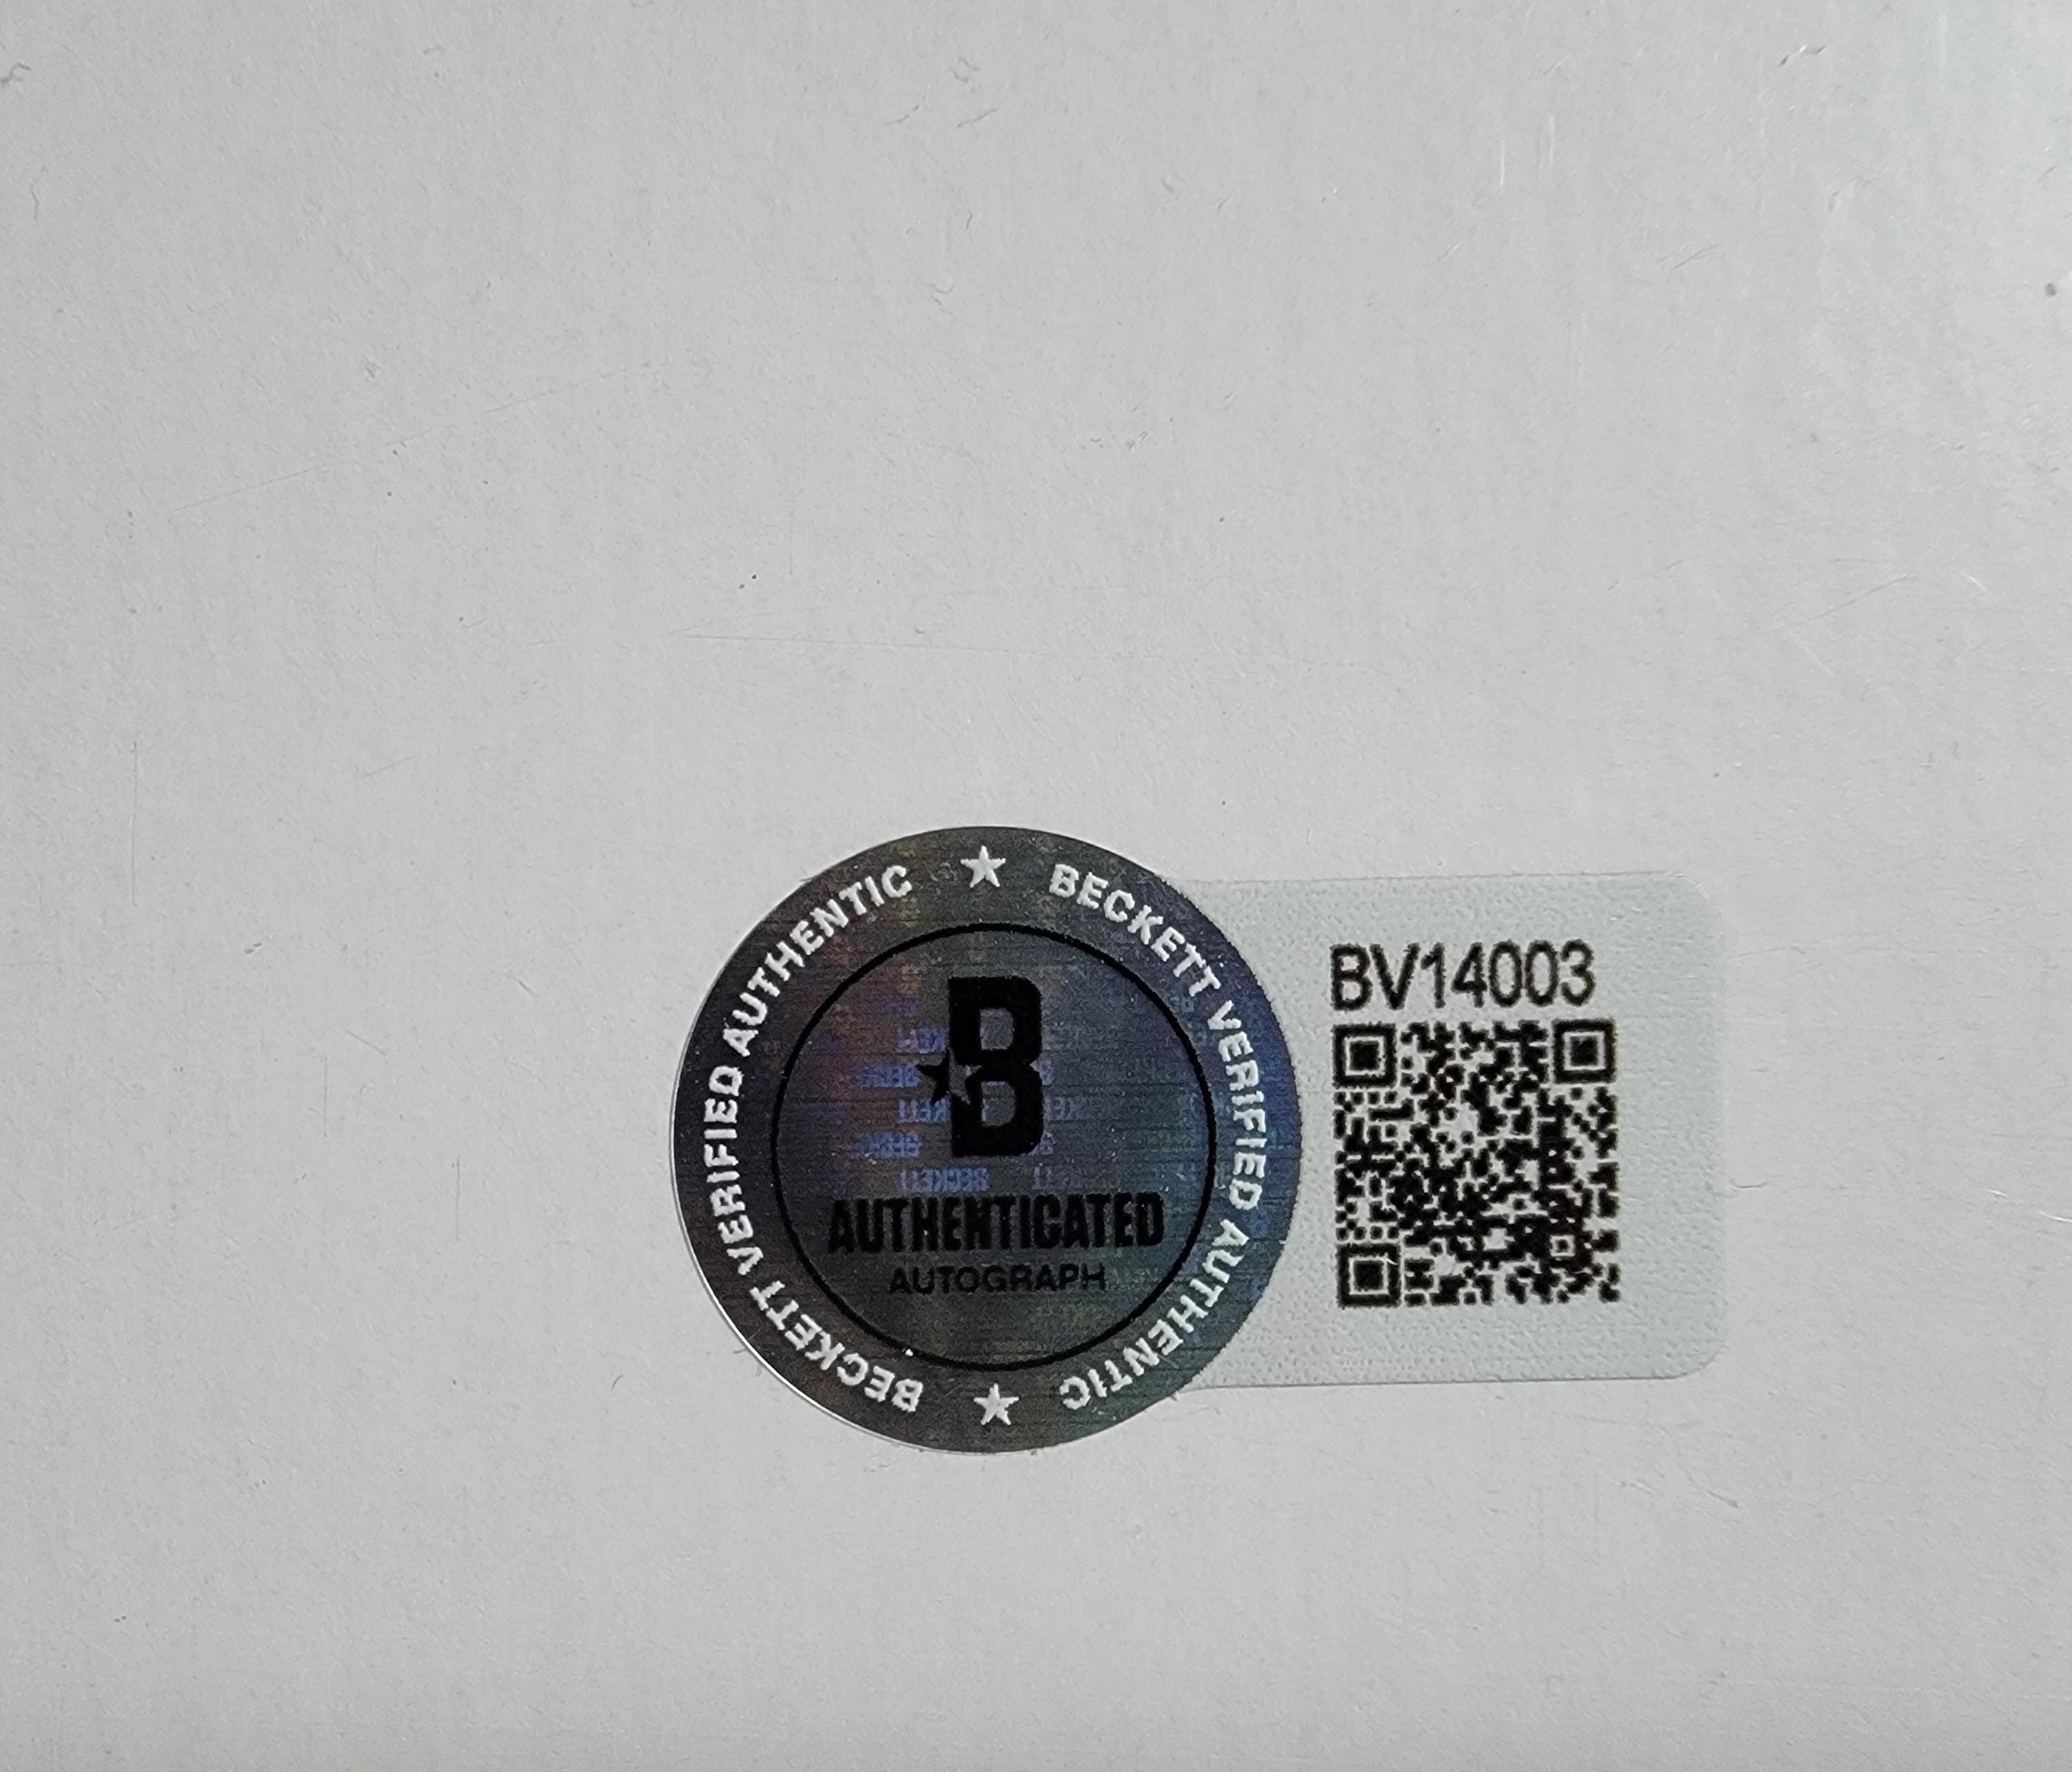 BECKETT VERIFIED AUTHENTIC ★ BECKETT VERIFIED AUTHENTIC ★
B
AUTHENTICATED
AUTOGRAPH
BV14003